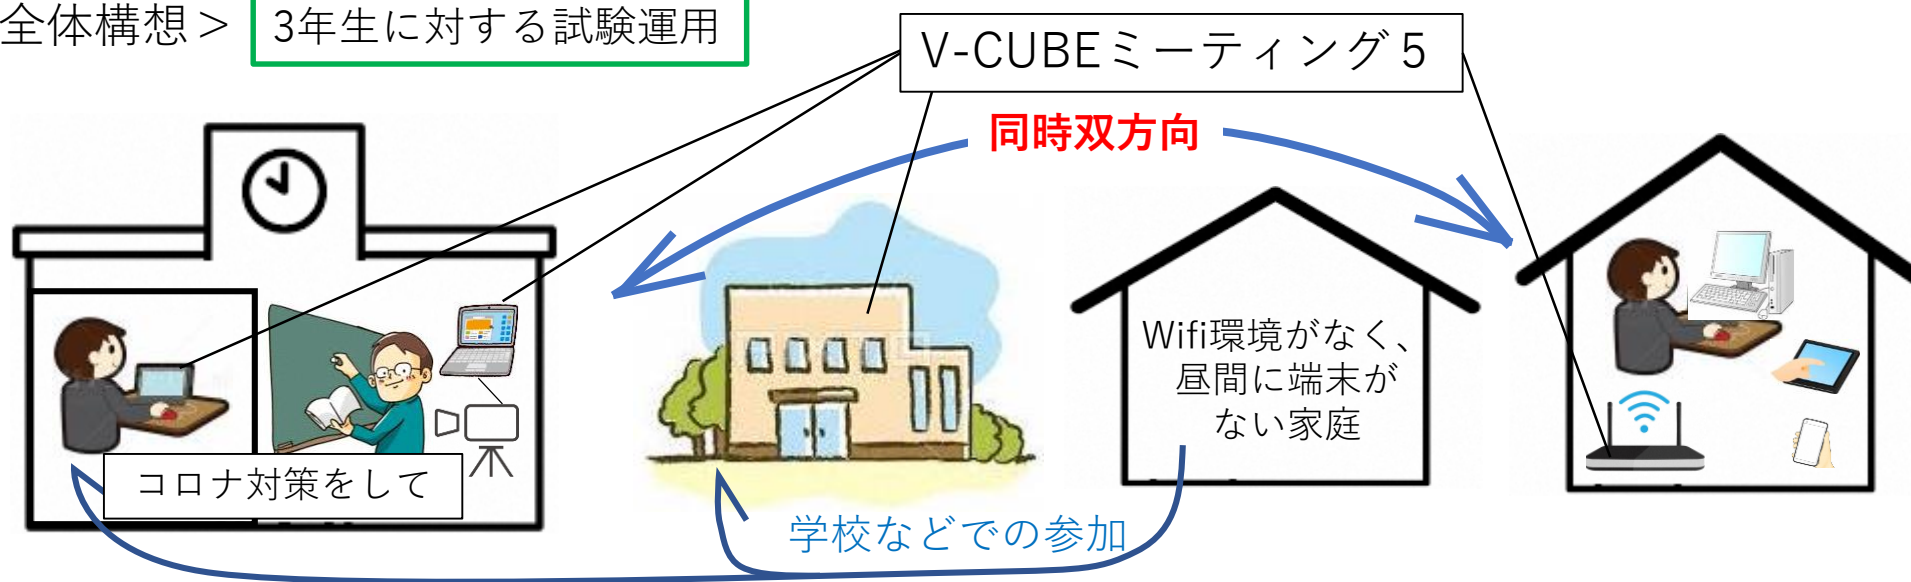 全体構想＞
3年生に対する試験運用
V-CUBEミーティング５
同時双方向
Wifi環境がなく、
昼間に端末が
ない家庭
コロナ対策をして
学校などでの参加